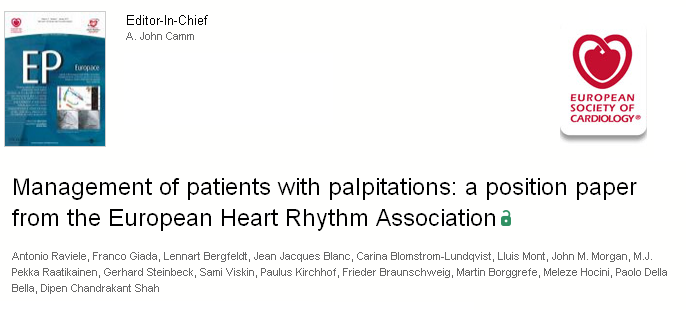 Editor-In-Chief
A. John Camm
EP
Europace
EUROPEAN
SOCIETY OF
CARDIOLOGY®
Management of patients with palpitations: a position paper
from the European Heart Rhythm Association
Antonio Raviele, Franco Giada, Lennart Bergfeldt, Jean Jacques Blanc, Carina Blomstrom-Lundqvist, Lluis Mont, John M. Morgan, M.J.
Pekka Raatikainen, Gerhard Steinbeck, Sami Viskin, Paulus Kirchhof, Frieder Braunschweig, Martin Borggrefe, Meleze Hocini, Paolo Della
Bella, Dipen Chandrakant Shah